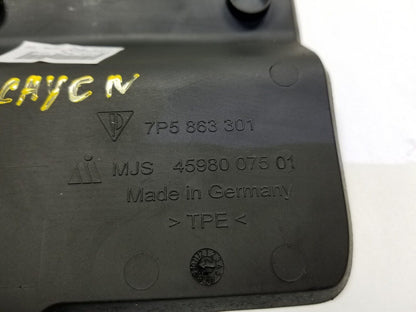 CAYCN
7P5 863 301
MJS 45980 075 01
Made in Germany
> TPE <